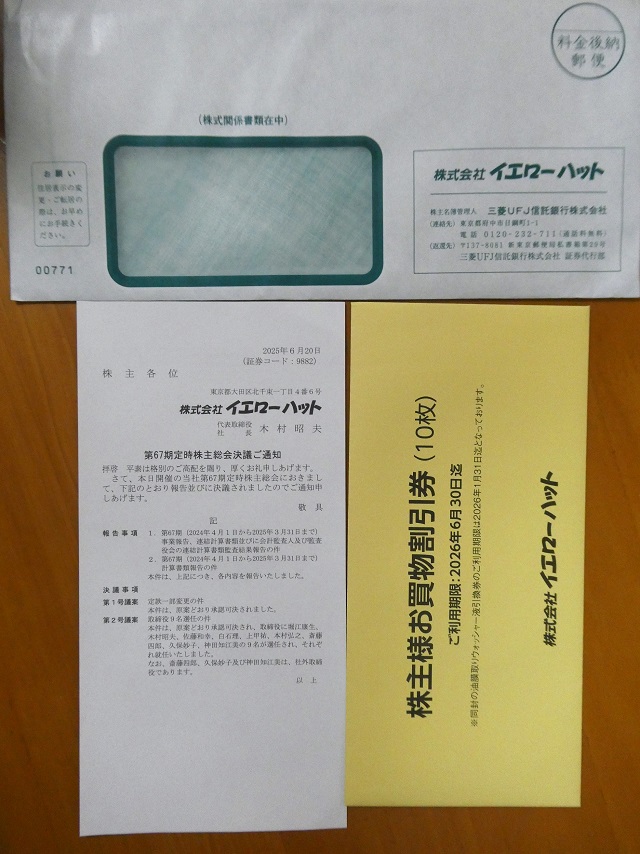 料金後納
郵便
(株式関係書類在中)
お願い
住居表示の変
更・ご転居の
際は、お早め
にお手続きく
ださい。
00771
株式会社 イエローハット
株主名簿管理人 三菱UFJ信託銀行株式会社
(連絡先) 東京都府中市日鋼町1-1
電話 0120-232-711(通話料無料)
(返送先) 〒137-8081 新東京郵便局私書箱第29号
三菱UFJ信託銀行株式会社 証券代行部
2025年6月20日
(証券コード:9882)
株主各位
東京都大田区北千束一丁目4番6号
株式会社 イエローハット
代表取締役
社長 木村昭夫
第67期定時株主総会決議ご通知
拝啓 平素は格別のご高配を賜り、厚くお礼申しあげます。
さて、本日開催の当社第67期定時株主総会におきまし
て、下記のとおり報告並びに決議されましたのでご通知申
しあげます。
敬具
記
報告事項 1. 第67期(2024年4月1日から2025年3月31日まで)
事業報告、連結計算書類並びに会計監査人及び監査
役会の連結計算書類監査結果報告の件
2. 第67期(2024年4月1日から2025年3月31日まで)
計算書類報告の件
本件は、上記につき、各内容を報告いたしました。
決議事項
第1号議案 定款一部変更の件
本件は、原案どおり承認可決されました。
第2号議案 取締役9名選任の件
本件は、原案どおり承認可決され、取締役に堀江康生、
木村昭夫、佐藤和幸、白石理、土甲祐、本村弘之、斎藤
四郎、久保妙子、神田知江美の9名が選任され、それぞ
れ就任いたしました。
なお、斎藤四郎、久保妙子及び神田知江美は、社外取締
役であります。
以上
株主様お買物割引券(10枚)
ご利用期限:2026年6月30日迄
※同封の油膜取りウォッシャー液引換券のご利用期限は2026年1月31日迄となっております。
株式会社 イエローハット